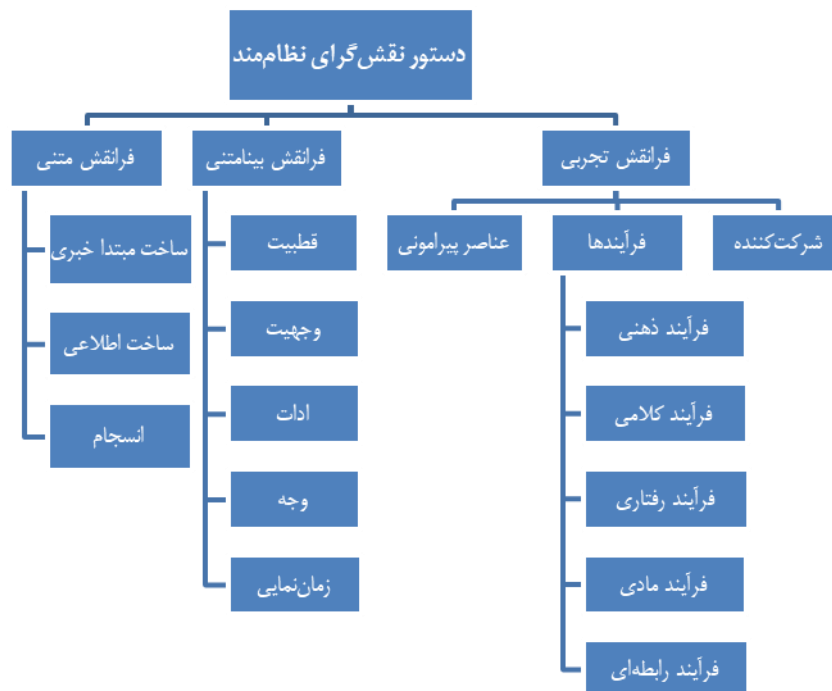 دستور نقش‌گرای نظام‌مند
فرانقش تجربی
فرانقش بینامتنی
فرانقش متنی
شرکت‌کننده
فرآیندها
عناصر پیرامونی
فرآیند ذهنی
فرآیند کلامی
فرآیند رفتاری
فرآیند مادی
فرآیند رابطه‌ای
قطبیت
وجهیت
ادات
وجه
زمان‌نمایی
ساخت مبتدا خبری
ساخت اطلاعی
انسجام